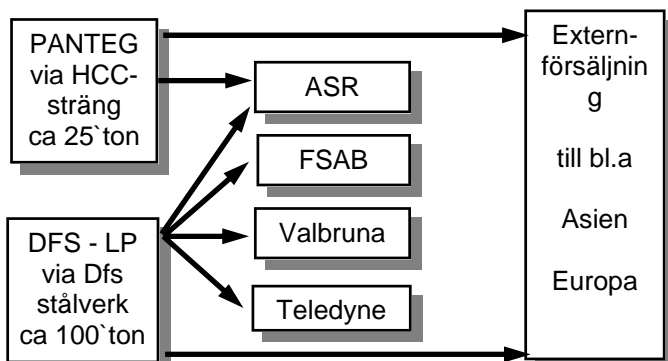 PANTEG
via HCC-
sträng
ca 25`ton
DFS - LP
via Dfs
stålverk
ca 100`ton
ASR
FSAB
Valbruna
Teledyne
Extern-
försäljnin
g
till bl.a
Asien
Europa